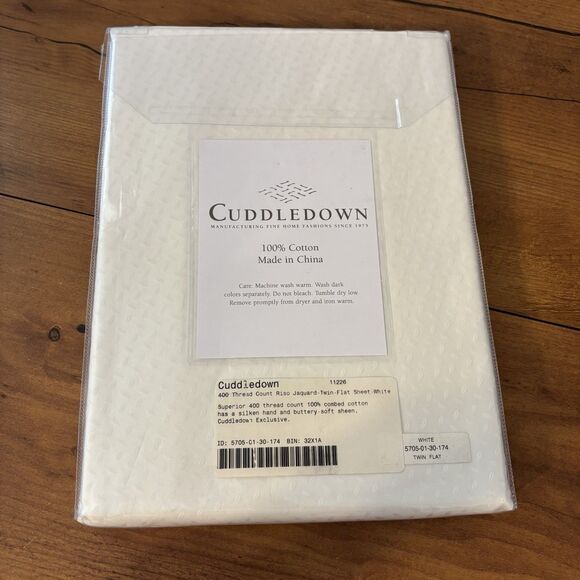 CUDDLEDOWN
MANUFACTURING FINE HOME FASHIONS SINCE 1973
100% Cotton
Made in China
Care: Machine wash warm. Wash dark
colors separately. Do not bleach. Tumble dry low
Remove promptly from dryer and iron warm.
Cuddledown 11226
400 Thread Count Riso Jaquard-Twin-Flat Sheet-White
Superior 400 thread count 100% combed cotton
has a silken hand and buttery-soft sheen.
Cuddledown Exclusive.
ID: 5705-01-30-174 BIN: 32X1A
WHITE
5705-01-30-174
TWIN FLAT